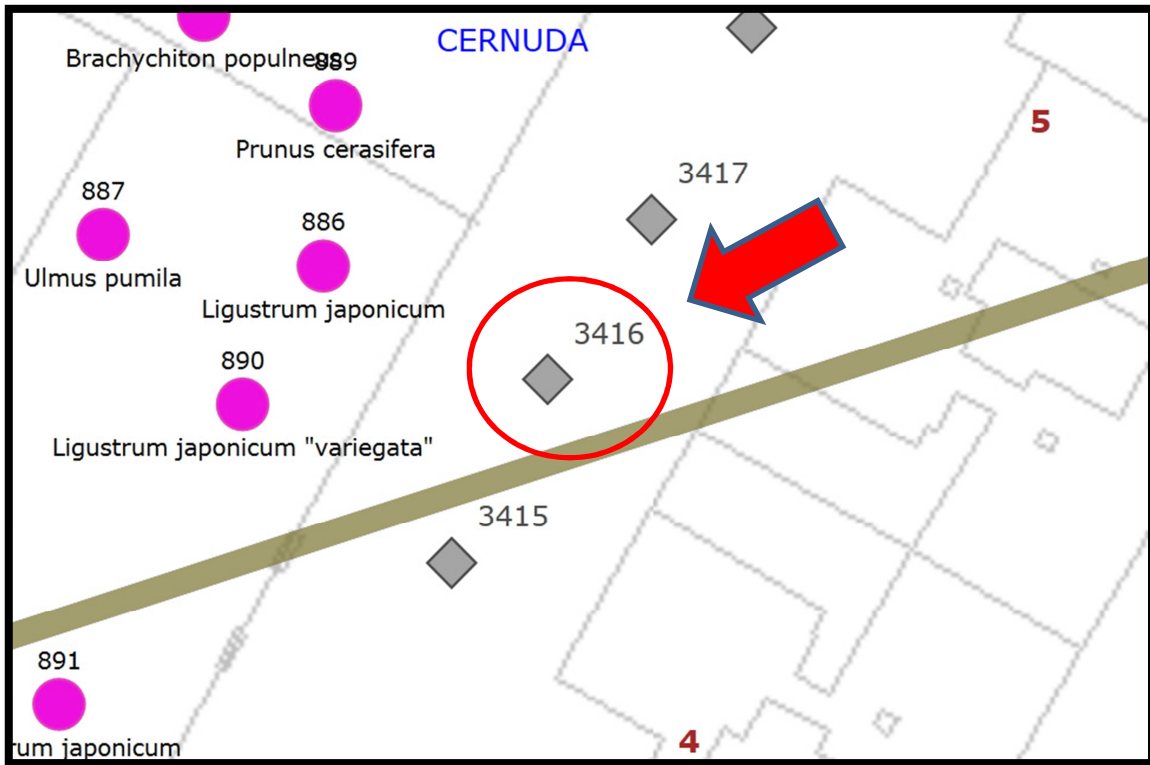 CERNUDA
Brachychiton populneus
889
Prunus cerasifera
5
3417
887
Ulmus pumila
886
Ligustrum japonicum
3416
890
Ligustrum japonicum "variegata"
3415
891
rum japonicum
4